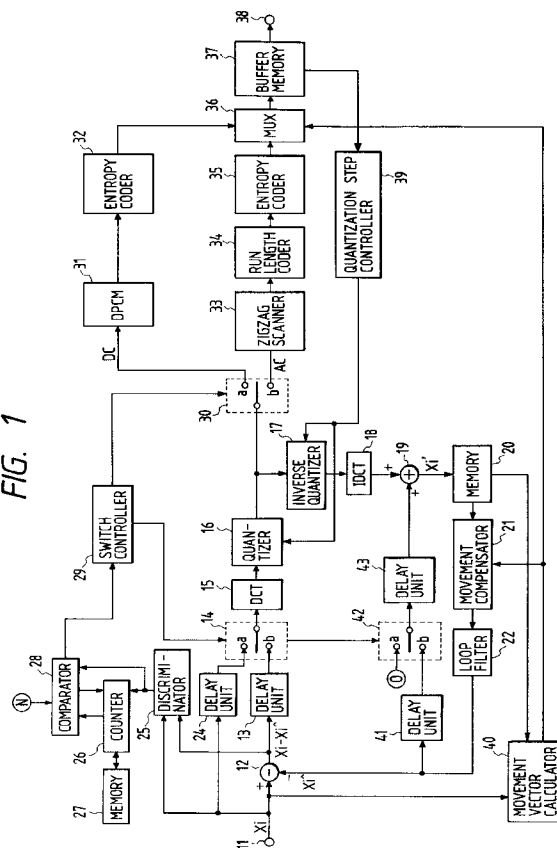 FIG. 1
38
37
BUFFER
MEMORY
36
MUX
32
ENTROPY
CODER
35
ENTROPY
CODER
39
QUANTIZATION STEP
CONTROLLER
34
RUN
LENGTH
CODER
31
DPCM
33
ZIGZAG
SCANNER
DC
AC
a
b
30
29
SWITCH
CONTROLLER
17
INVERSE
QUANTIZER
18
IDCT
19
+
+
Xi'
20
MEMORY
16
QUAN-
TIZER
15
DCT
21
MOVEMENT
COMPENSATOR
43
DELAY
UNIT
14
a
b
42
a
b
0
22
LOOP
FILTER
N
28
COMPARATOR
26
COUNTER
27
MEMORY
25
DISCRIMI-
NATOR
24
DELAY
UNIT
13
DELAY
UNIT
41
DELAY
UNIT
Xi-X̂i
12
+
-
-
X̂i
11
Xi
40
MOVEMENT
VECTOR
CALCULATOR